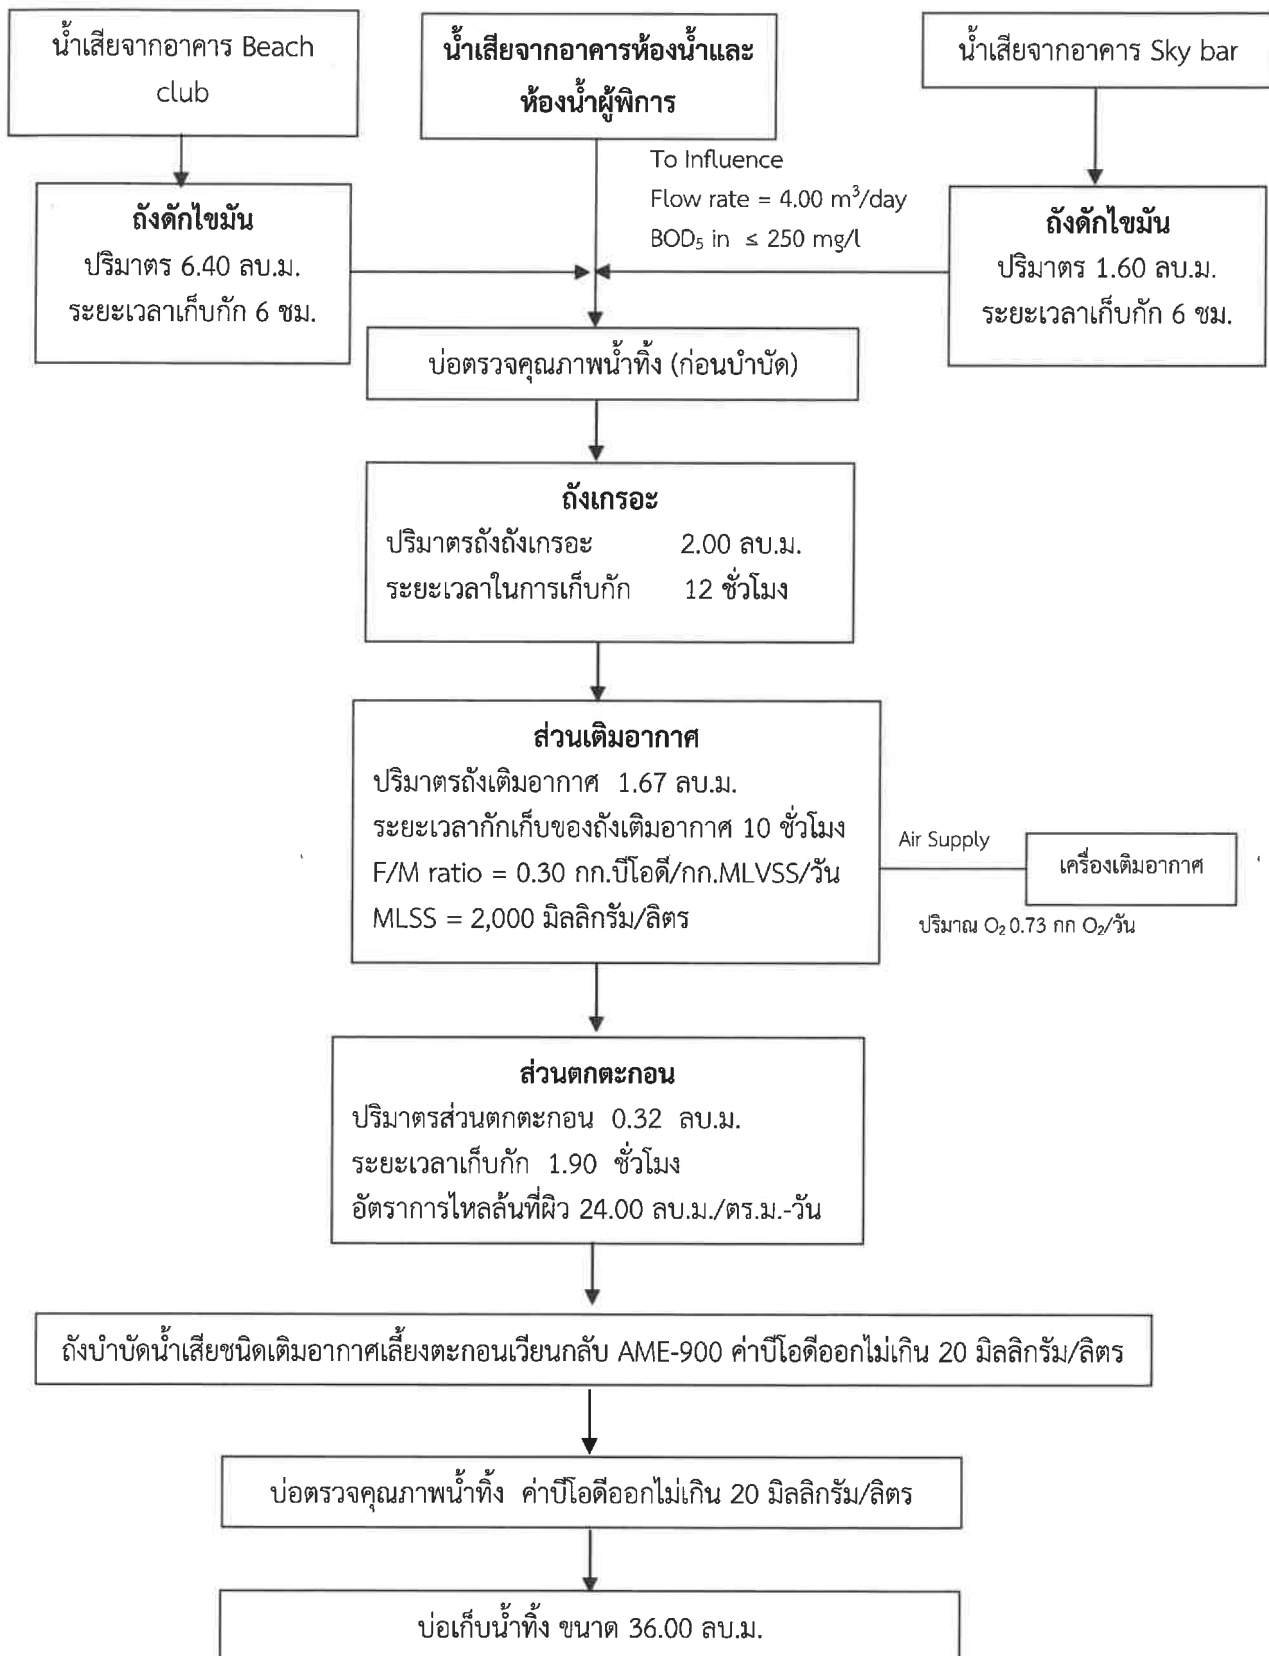 น้ำเสียจากอาคาร Beach
club
น้ำเสียจากอาคารห้องน้ำและ
ห้องน้ำผู้พิการ
น้ำเสียจากอาคาร Sky bar
To Influence
Flow rate = 4.00 m³/day
BOD₅ in ≤ 250 mg/l
ถังดักไขมัน
ปริมาตร 6.40 ลบ.ม.
ระยะเวลาเก็บกัก 6 ชม.
ถังดักไขมัน
ปริมาตร 1.60 ลบ.ม.
ระยะเวลาเก็บกัก 6 ชม.
บ่อตรวจคุณภาพน้ำทิ้ง (ก่อนบำบัด)
ถังเกรอะ
ปริมาตรถังถังเกรอะ 2.00 ลบ.ม.
ระยะเวลาในการเก็บกัก 12 ชั่วโมง
ส่วนเติมอากาศ
ปริมาตรถังเติมอากาศ 1.67 ลบ.ม.
ระยะเวลากักเก็บของถังเติมอากาศ 10 ชั่วโมง
F/M ratio = 0.30 กก.บีโอดี/กก.MLVSS/วัน
MLSS = 2,000 มิลลิกรัม/ลิตร
Air Supply
เครื่องเติมอากาศ
ปริมาณ O₂ 0.73 กก O₂/วัน
ส่วนตกตะกอน
ปริมาตรส่วนตกตะกอน 0.32 ลบ.ม.
ระยะเวลาเก็บกัก 1.90 ชั่วโมง
อัตราการไหลล้นที่ผิว 24.00 ลบ.ม./ตร.ม.-วัน
ถังบำบัดน้ำเสียชนิดเติมอากาศเลี้ยงตะกอนเวียนกลับ AME-900 ค่าบีโอดีออกไม่เกิน 20 มิลลิกรัม/ลิตร
บ่อตรวจคุณภาพน้ำทิ้ง ค่าบีโอดีออกไม่เกิน 20 มิลลิกรัม/ลิตร
บ่อเก็บน้ำทิ้ง ขนาด 36.00 ลบ.ม.